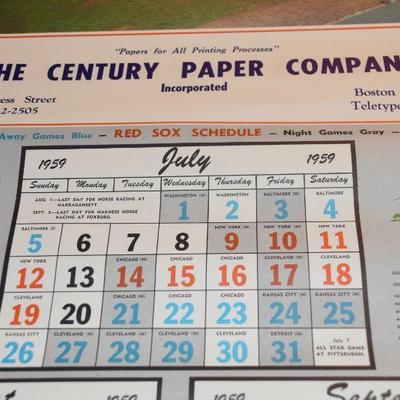 "Papers for All Printing Processes"
HE CENTURY PAPER COMPAN
Incorporated
ress Street
2-2505
Boston
Teletype
Away Games Blue – RED SOX SCHEDULE – Night Games Gray –
1959 July 1959
Sunday Monday Tuesday Wednesday Thursday Friday Saturday
AUG. 1—LAST DAY FOR HORSE RACING AT NARRAGANSETT.
SEPT. 5—LAST DAY FOR HARNESS HORSE RACING AT FOXBORO.
WASHINGTON (N) WASHINGTON BALTIMORE (N) BALTIMORE
1 2 3 4
BALTIMORE (2) NEW YORK (N) NEW YORK NEW YORK
5 6 7 8 9 10 11
NEW YORK CHICAGO (N) CHICAGO CLEVELAND (N) CLEVELAND
12 13 14 15 16 17 18
CLEVELAND CHICAGO (N) CHICAGO CHICAGO KANSAS CITY (N) KANSAS CITY
19 20 21 22 23 24 25
KANSAS CITY CLEVELAND (N) CLEVELAND (N) CLEVELAND DETROIT (N)
26 27 28 29 30 31
July 7
ALL STAR GAME AT PITTSBURGH.
1959
1959